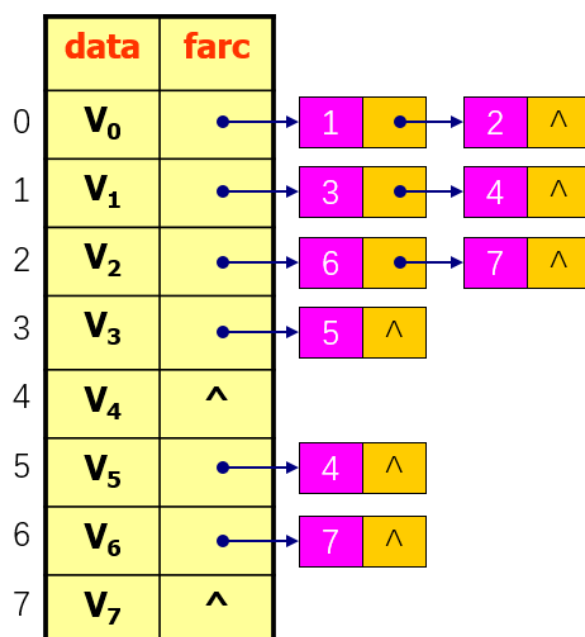 data farc
0 V₀ 1 2 ^
1 V₁ 3 4 ^
2 V₂ 6 7 ^
3 V₃ 5 ^
4 V₄ ^
5 V₅ 4 ^
6 V₆ 7 ^
7 V₇ ^